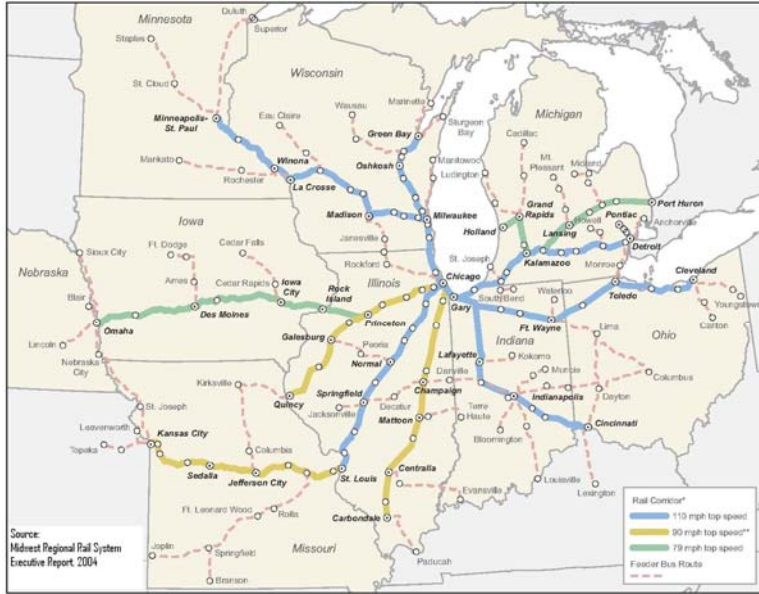 Minnesota
Duluth
Superior
Staples
St. Cloud
Minneapolis-
St. Paul
Mankato
Rochester
Winona
La Crosse
Wisconsin
Eau Claire
Wausau
Marinette
Green Bay
Sturgeon
Bay
Oshkosh
Manitowoc
Madison
Milwaukee
Janesville
Rockford
Michigan
Cadillac
Ludington
Mt.
Pleasant
Midland
Grand
Rapids
Holland
Lansing
Howell
Pontiac
Port Huron
Anchorville
Detroit
Kalamazoo
St. Joseph
Monroe
South Bend
Iowa
Sioux City
Ft. Dodge
Cedar Falls
Ames
Cedar Rapids
Iowa
City
Des Moines
Rock
Island
Nebraska
Blair
Omaha
Lincoln
Nebraska
City
Illinois
Chicago
Gary
Princeton
Galesburg
Peoria
Normal
Quincy
Springfield
Jacksonville
Decatur
Danville
Champaign
Mattoon
Centralia
Carbondale
Indiana
Waterloo
Ft. Wayne
Lafayette
Kokomo
Muncie
Indianapolis
Terre
Haute
Bloomington
Evansville
Ohio
Toledo
Cleveland
Youngstown
Canton
Lima
Columbus
Dayton
Cincinnati
Louisville
Lexington
Paducah
Kirksville
St. Joseph
Leavenworth
Kansas City
Topeka
Columbia
Sedalia
Jefferson City
St. Louis
Ft. Leonard Wood
Rolla
Joplin
Springfield
Branson
Missouri
Rail Corridor*
110 mph top speed
90 mph top speed**
79 mph top speed
Feeder Bus Route
Source:
Midwest Regional Rail System
Executive Report, 2004